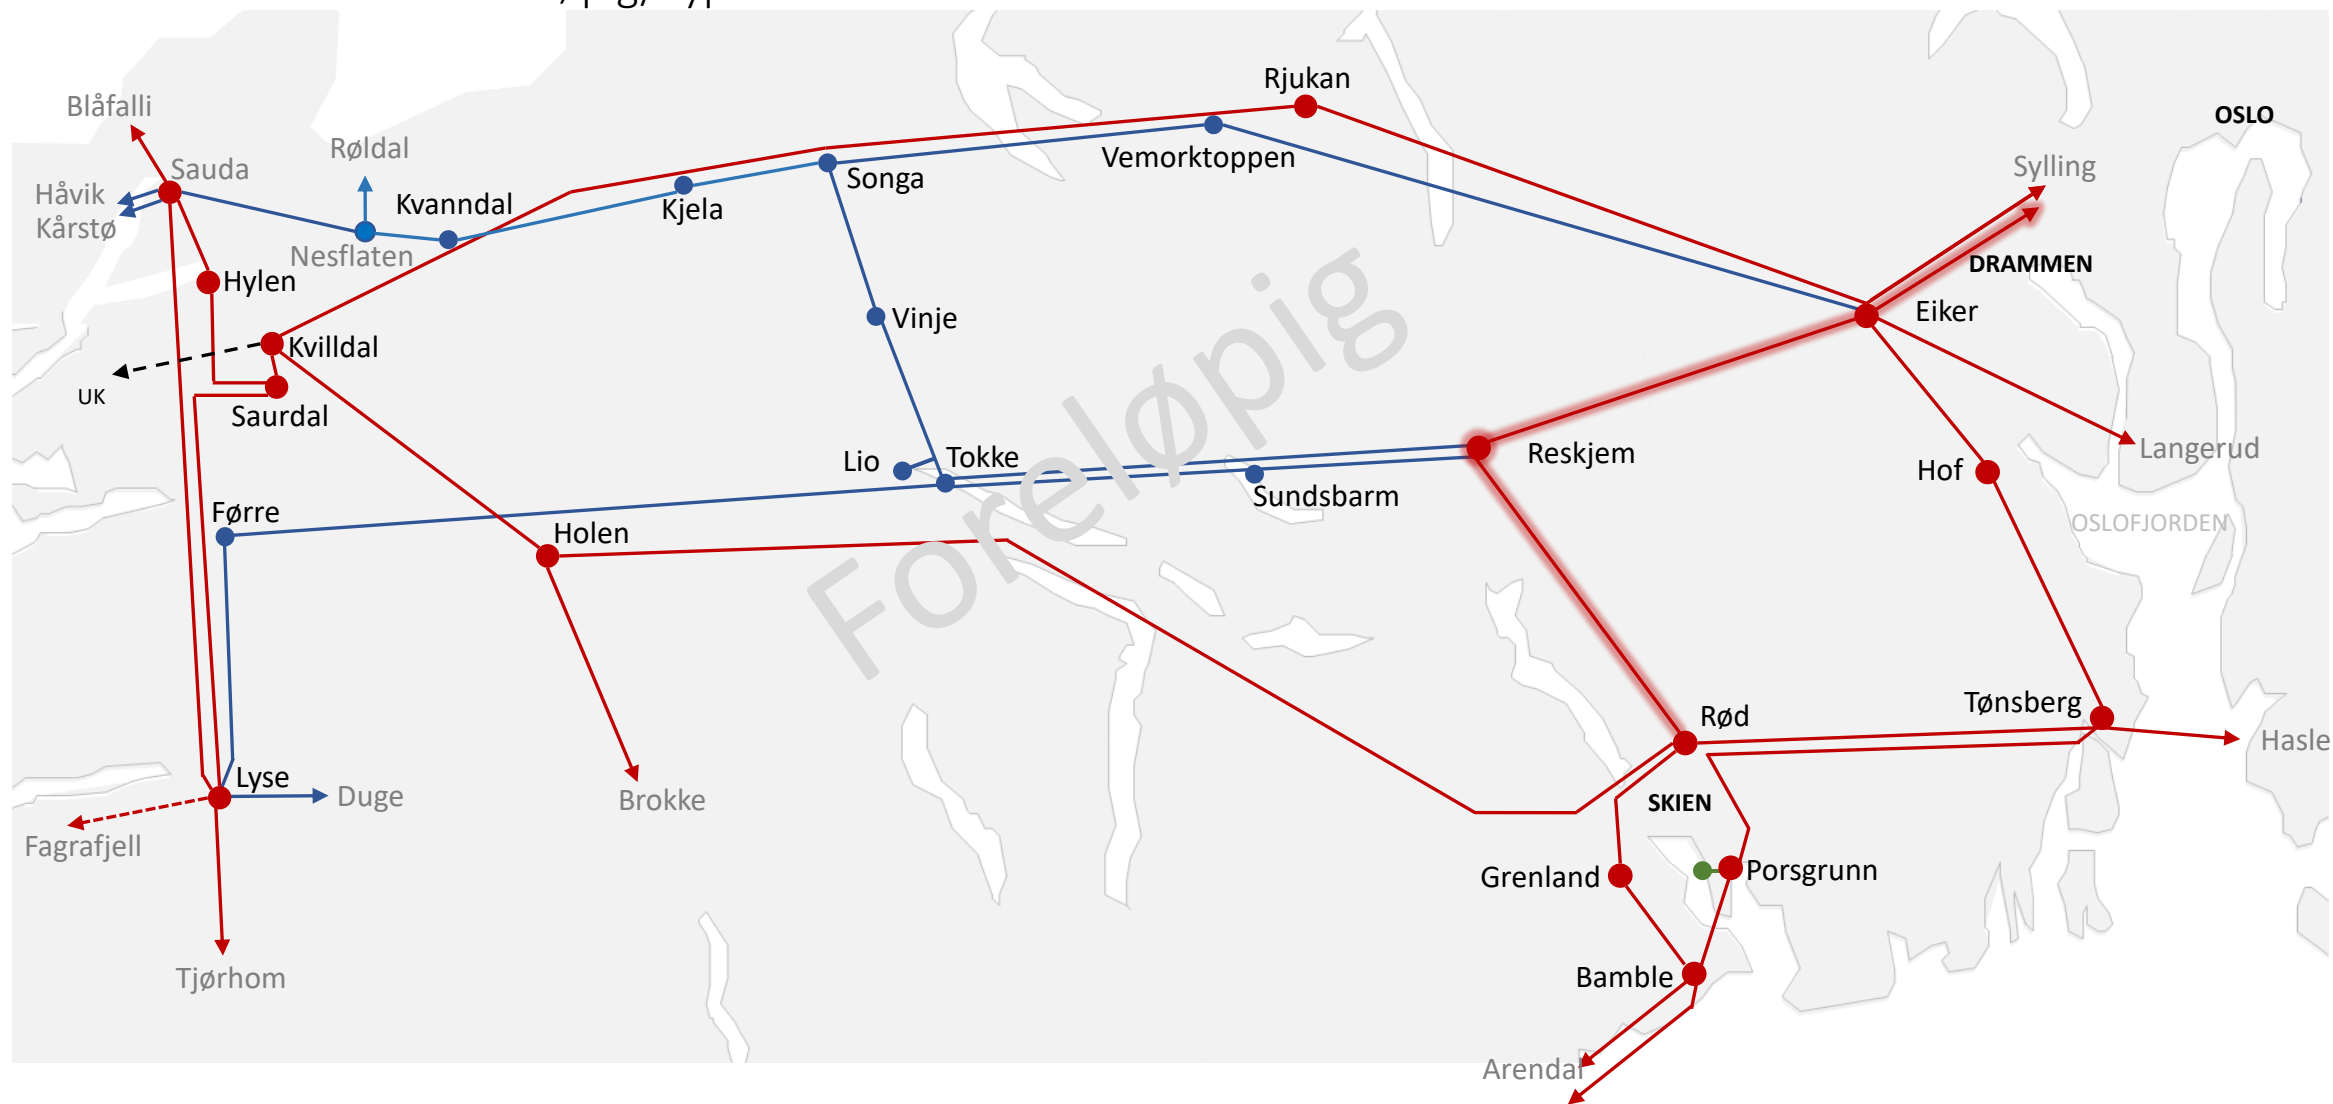 Rjukan
Blåfalli
OSLO
Røldal
Vemorktoppen
Sauda
Sylling
Songa
Håvik
Kvanndal
Kjela
Kårstø
Nesflaten
DRAMMEN
Hylen
Eiker
Vinje
Kvilldal
UK
Saurdal
Foreløpig
Lio
Tokke
Reskjem
Langerud
Hof
Sundsbarm
Førre
OSLOFJORDEN
Holen
Tønsberg
Rød
Hasle
Lyse
Duge
Brokke
SKIEN
Fagrafjell
Grenland
Porsgrunn
Tjørhom
Bamble
Arendal